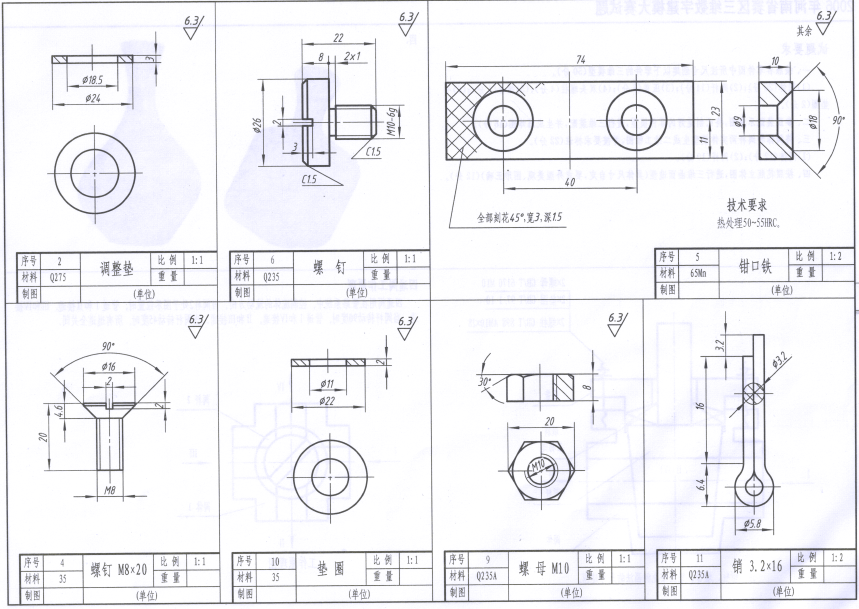 6.3
3
φ18.5
φ24
序号 2 调整垫 比例 1:1
材料 Q275 重量
制图 (单位)
6.3
22
8 2×1
φ26
2
3
M10-6g
C1.5
C1.5
序号 6 螺钉 比例 1:1
材料 Q235 重量
制图 (单位)
其余 6.3
74
23
11
40
全部刻花45°,宽3,深1.5
10
φ9
φ18
90°
技术要求
热处理50~55HRC。
序号 5 钳口铁 比例 1:2
材料 65Mn 重量
制图 (单位)
6.3
90°
φ16
2
2
4.6
20
M8
序号 4 螺钉 M8×20 比例 1:1
材料 35 重量
制图 (单位)
6.3
2
φ11
φ22
序号 10 垫圈 比例 1:1
材料 35 重量
制图 (单位)
6.3
30°
8
20
M10
序号 9 螺母 M10 比例 1:1
材料 Q235A 重量
制图 (单位)
3.2
φ3.2
16
6.4
φ5.8
序号 11 销 3.2×16 比例 1:2
材料 Q235A 重量
制图 (单位)